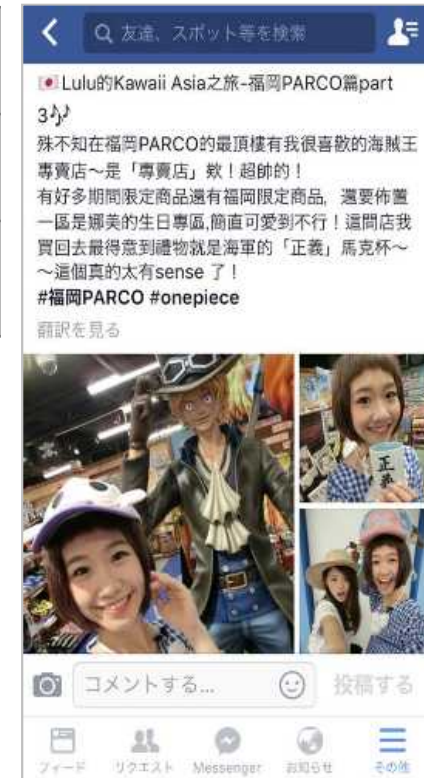 友達、スポット等を検索
🇯🇵Lulu的Kawaii Asia之旅-福岡PARCO篇part
3🎶
殊不知在福岡PARCO的最頂樓有我很喜歡的海賊王
專賣店～是「專賣店」欸！超帥的！
有好多期間限定商品還有福岡限定商品，還要佈置
一區是娜美的生日專區,簡直可愛到不行！這間店我
買回去最得意到禮物就是海軍的「正義」馬克杯～
～這個真的太有sense 了！
#福岡PARCO #onepiece
翻訳を見る
正義
コメントする...
投稿する
フィード
リクエスト
Messenger
お知らせ
その他